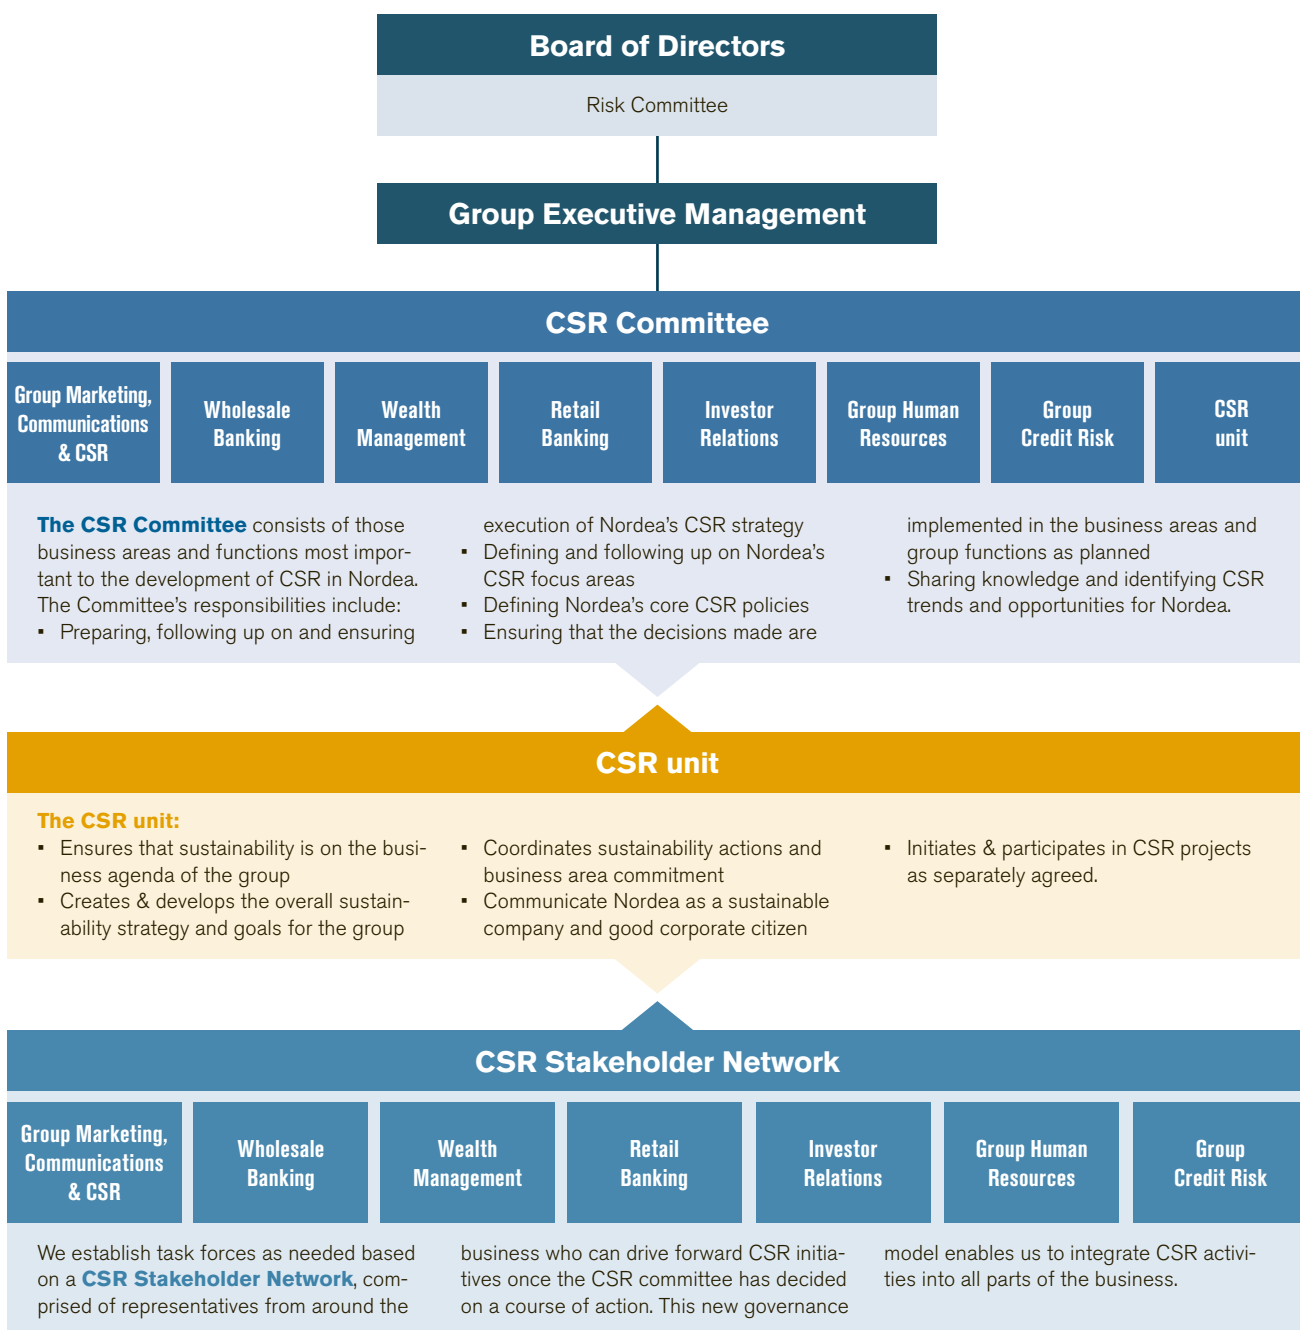 Board of Directors
Risk Committee
Group Executive Management
CSR Committee
Group Marketing,
Communications
& CSR
Wholesale
Banking
Wealth
Management
Retail
Banking
Investor
Relations
Group Human
Resources
Group
Credit Risk
CSR
unit
The CSR Committee consists of those
business areas and functions most impor-
tant to the development of CSR in Nordea.
The Committee’s responsibilities include:
▪ Preparing, following up on and ensuring
execution of Nordea’s CSR strategy
▪ Defining and following up on Nordea’s
CSR focus areas
▪ Defining Nordea’s core CSR policies
▪ Ensuring that the decisions made are
implemented in the business areas and
group functions as planned
▪ Sharing knowledge and identifying CSR
trends and opportunities for Nordea.
CSR unit
The CSR unit:
▪ Ensures that sustainability is on the busi-
ness agenda of the group
▪ Creates & develops the overall sustain-
ability strategy and goals for the group
▪ Coordinates sustainability actions and
business area commitment
▪ Communicate Nordea as a sustainable
company and good corporate citizen
▪ Initiates & participates in CSR projects
as separately agreed.
CSR Stakeholder Network
Group Marketing,
Communications
& CSR
Wholesale
Banking
Wealth
Management
Retail
Banking
Investor
Relations
Group Human
Resources
Group
Credit Risk
We establish task forces as needed based
on a CSR Stakeholder Network, com-
prised of representatives from around the
business who can drive forward CSR initia-
tives once the CSR committee has decided
on a course of action. This new governance
model enables us to integrate CSR activi-
ties into all parts of the business.